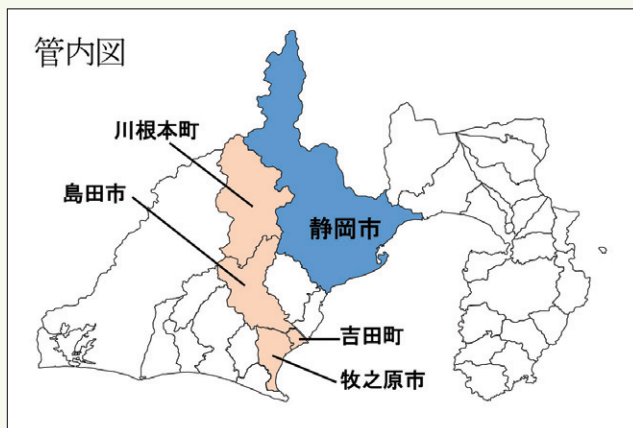 管内図
川根本町
島田市
静岡市
吉田町
牧之原市